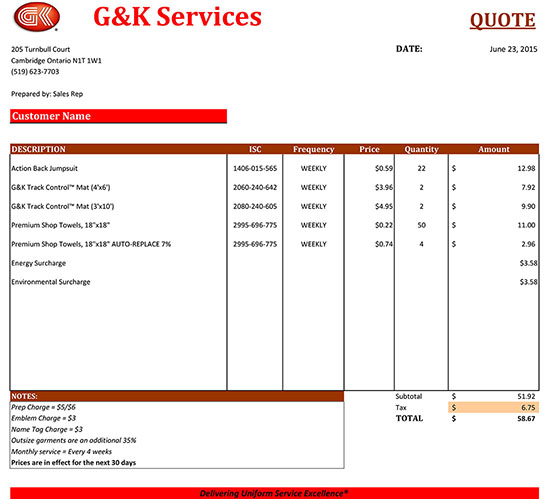 GK
G&K Services
QUOTE
205 Turnbull Court
DATE: June 23, 2015
Cambridge Ontario N1T 1W1
(519) 623-7703
Prepared by: Sales Rep
Customer Name
DESCRIPTION ISC Frequency Price Quantity Amount
Action Back Jumpsuit 1406-015-565 WEEKLY $0.59 22 $ 12.98
G&K Track Control™ Mat (4'x6') 2060-240-642 WEEKLY $3.96 2 $ 7.92
G&K Track Control™ Mat (3'x10') 2080-240-605 WEEKLY $4.95 2 $ 9.90
Premium Shop Towels, 18"x18" 2995-696-775 WEEKLY $0.22 50 $ 11.00
Premium Shop Towels, 18"x18" AUTO-REPLACE 7% 2995-696-775 WEEKLY $0.74 4 $ 2.96
Energy Surcharge $3.58
Environmental Surcharge $3.58
NOTES: Subtotal $ 51.92
Prep Charge = $5/$6 Tax $ 6.75
Emblem Charge = $3 TOTAL $ 58.67
Name Tag Charge = $3
Outsize garments are an additional 35%
Monthly service = Every 4 weeks
Prices are in effect for the next 30 days
Delivering Uniform Service Excellence®